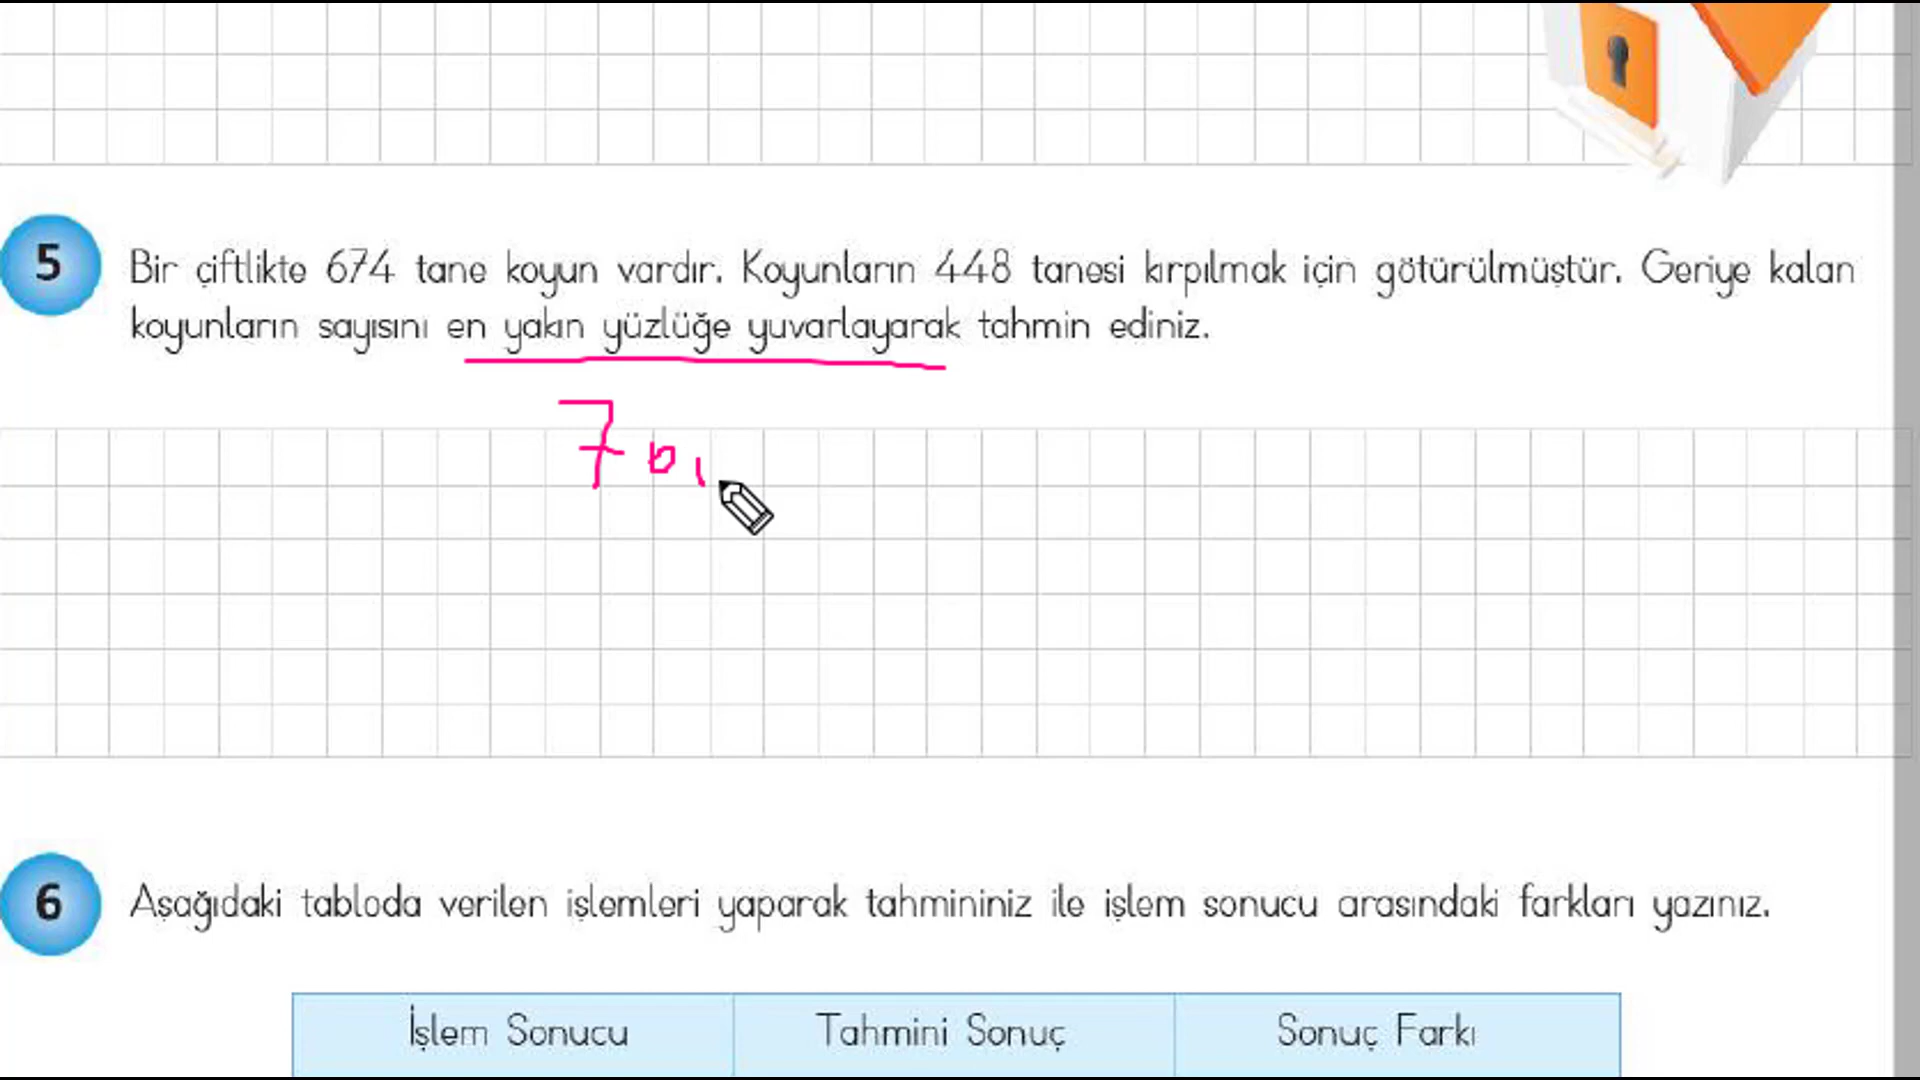 5
Bir çiftlikte 674 tane koyun vardır. Koyunların 448 tanesi kırpılmak için götürülmüştür. Geriye kalan
koyunların sayısını en yakın yüzlüğe yuvarlayarak tahmin ediniz.
70
6
Aşağıdaki tabloda verilen işlemleri yaparak tahmininiz ile işlem sonucu arasındaki farkları yazınız.
İşlem Sonucu
Tahmini Sonuç
Sonuç Farkı